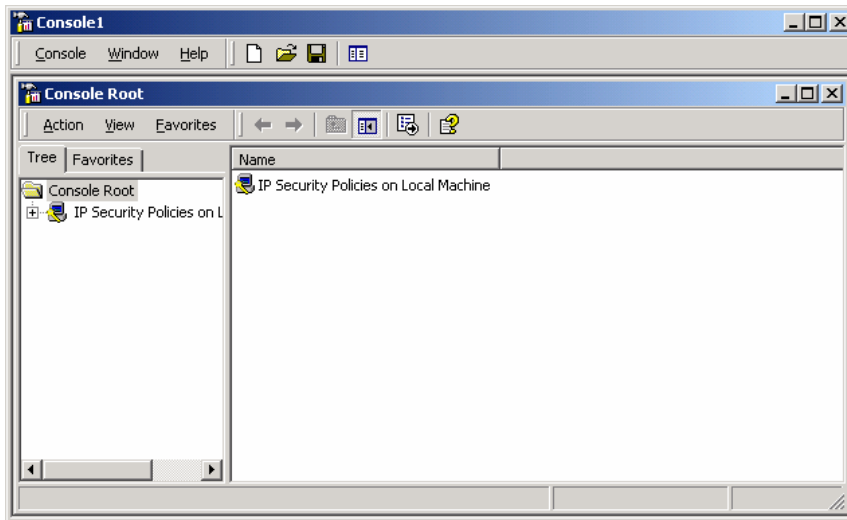 Console1
Console Window Help
Console Root
Action View Favorites
Tree Favorites
Name
Console Root
IP Security Policies on Local Machine
IP Security Policies on L